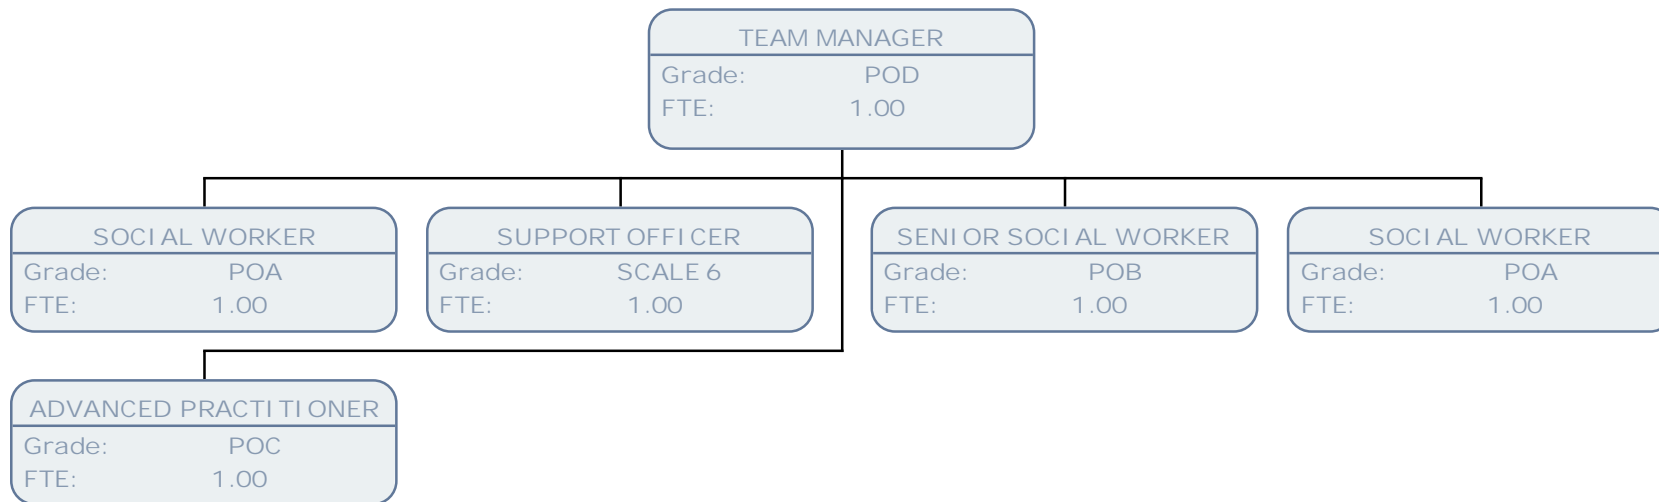 TEAM MANAGER
Grade: POD
FTE: 1.00
SOCIAL WORKER
Grade: POA
FTE: 1.00
SUPPORT OFFICER
Grade: SCALE 6
FTE: 1.00
SENIOR SOCIAL WORKER
Grade: POB
FTE: 1.00
SOCIAL WORKER
Grade: POA
FTE: 1.00
ADVANCED PRACTITIONER
Grade: POC
FTE: 1.00